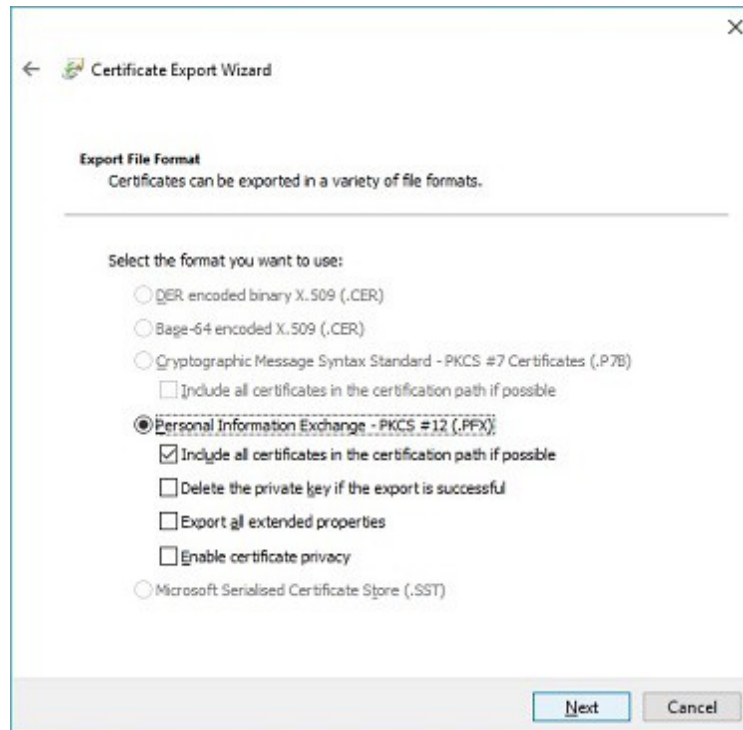 Certificate Export Wizard
Export File Format
Certificates can be exported in a variety of file formats.
Select the format you want to use:
DER encoded binary X.509 (.CER)
Base-64 encoded X.509 (.CER)
Cryptographic Message Syntax Standard - PKCS #7 Certificates (.P7B)
Include all certificates in the certification path if possible
Personal Information Exchange - PKCS #12 (.PFX)
Include all certificates in the certification path if possible
Delete the private key if the export is successful
Export all extended properties
Enable certificate privacy
Microsoft Serialised Certificate Store (.SST)
Next Cancel